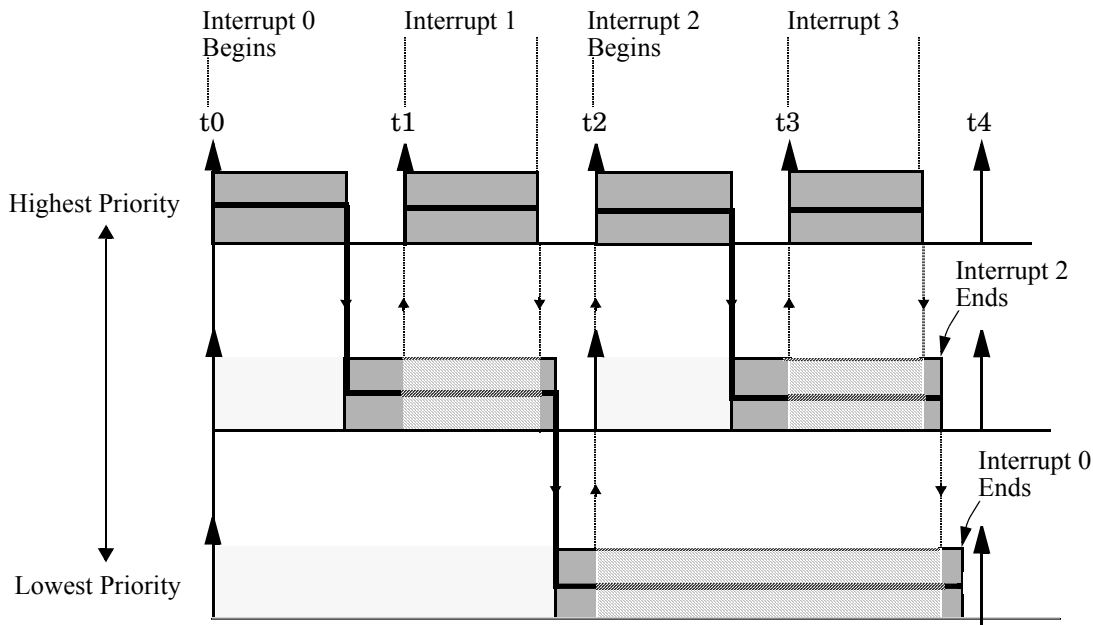 Interrupt 0
Begins
Interrupt 1
Interrupt 2
Begins
Interrupt 3
t0
t1
t2
t3
t4
Highest Priority
Interrupt 2
Ends
Interrupt 0
Ends
Lowest Priority